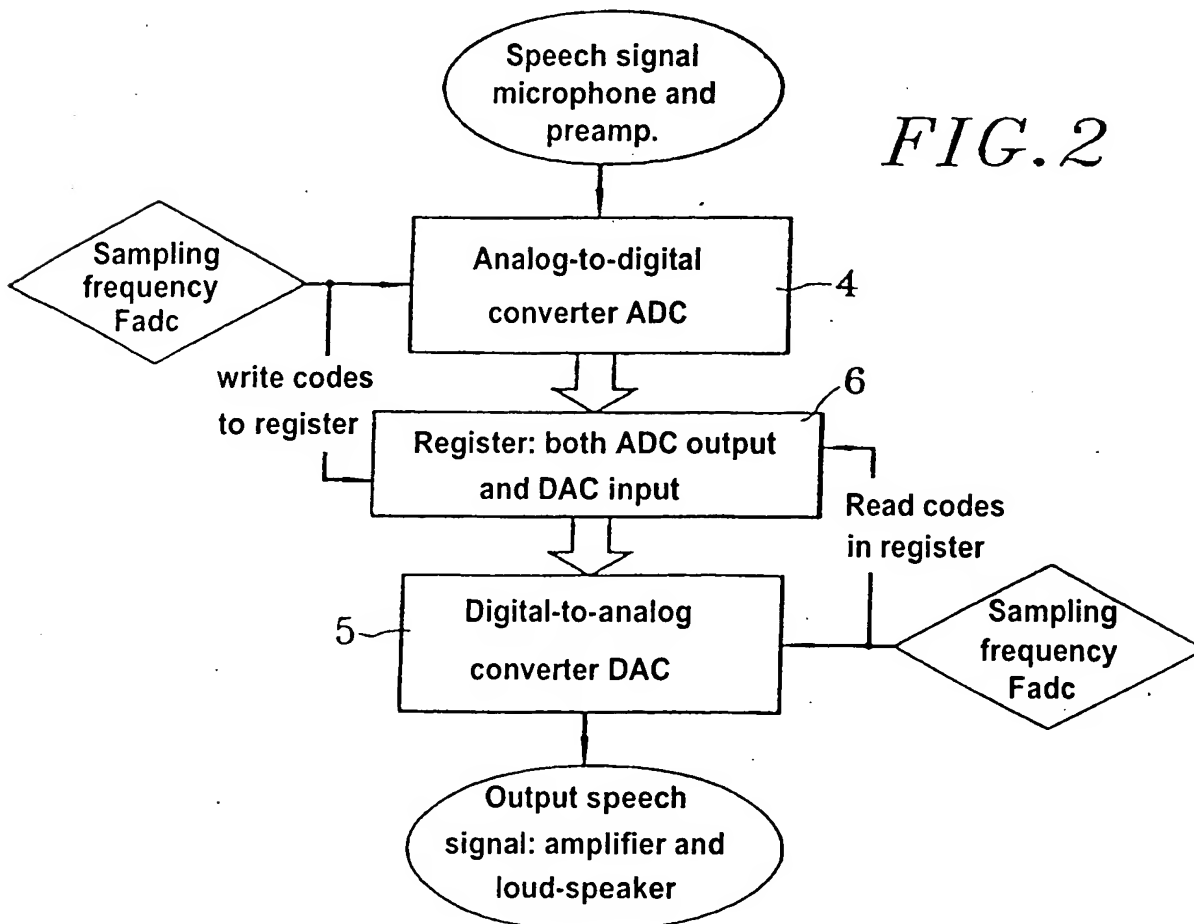 Speech signal
microphone and
preamp.
FIG.2
Sampling
frequency
Fadc
Analog-to-digital
converter ADC
4
write codes
to register
6
Register: both ADC output
and DAC input
Read codes
in register
5
Digital-to-analog
converter DAC
Sampling
frequency
Fadc
Output speech
signal: amplifier and
loud-speaker